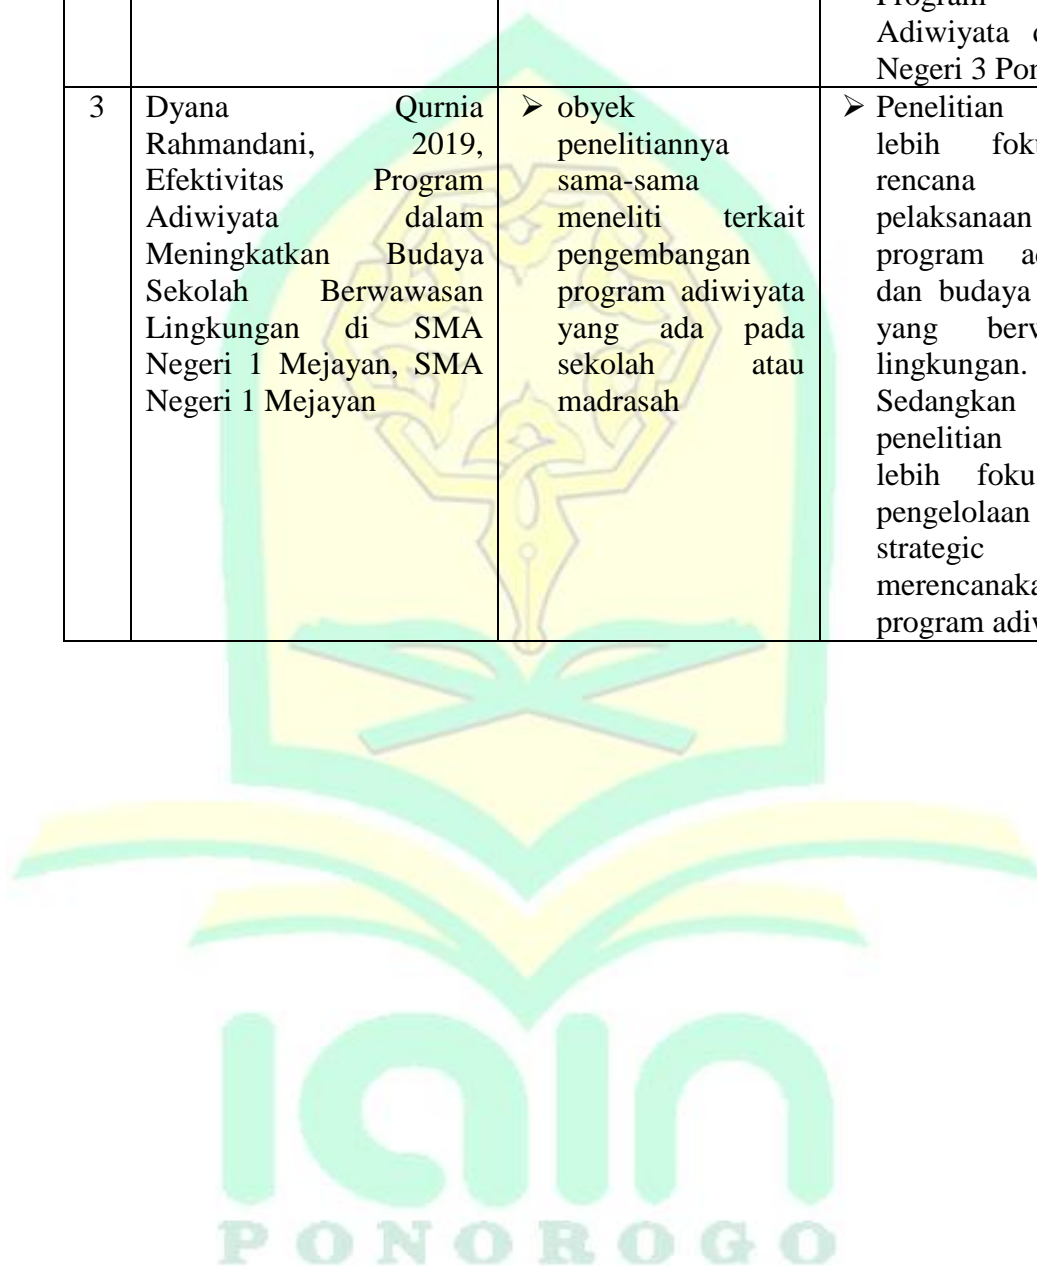 Program
Adiwiyata
Negeri 3
3
Dyana Qurnia
Rahmandani, 2019,
Efektivitas Program
Adiwiyata dalam
Meningkatkan Budaya
Sekolah Berwawasan
Lingkungan di SMA
Negeri 1 Mejayan, SMA
Negeri 1 Mejayan
➢ obyek
penelitiannya
sama-sama
meneliti terkait
pengembangan
program adiwiyata
yang ada pada
sekolah atau
madrasah
➢ Penelitian
lebih
rencana
pelaksanaan
program
dan budaya
yang
lingkungan.
Sedangkan
penelitian
lebih
pengelolaan
strategic
program
iain
PONOROGO